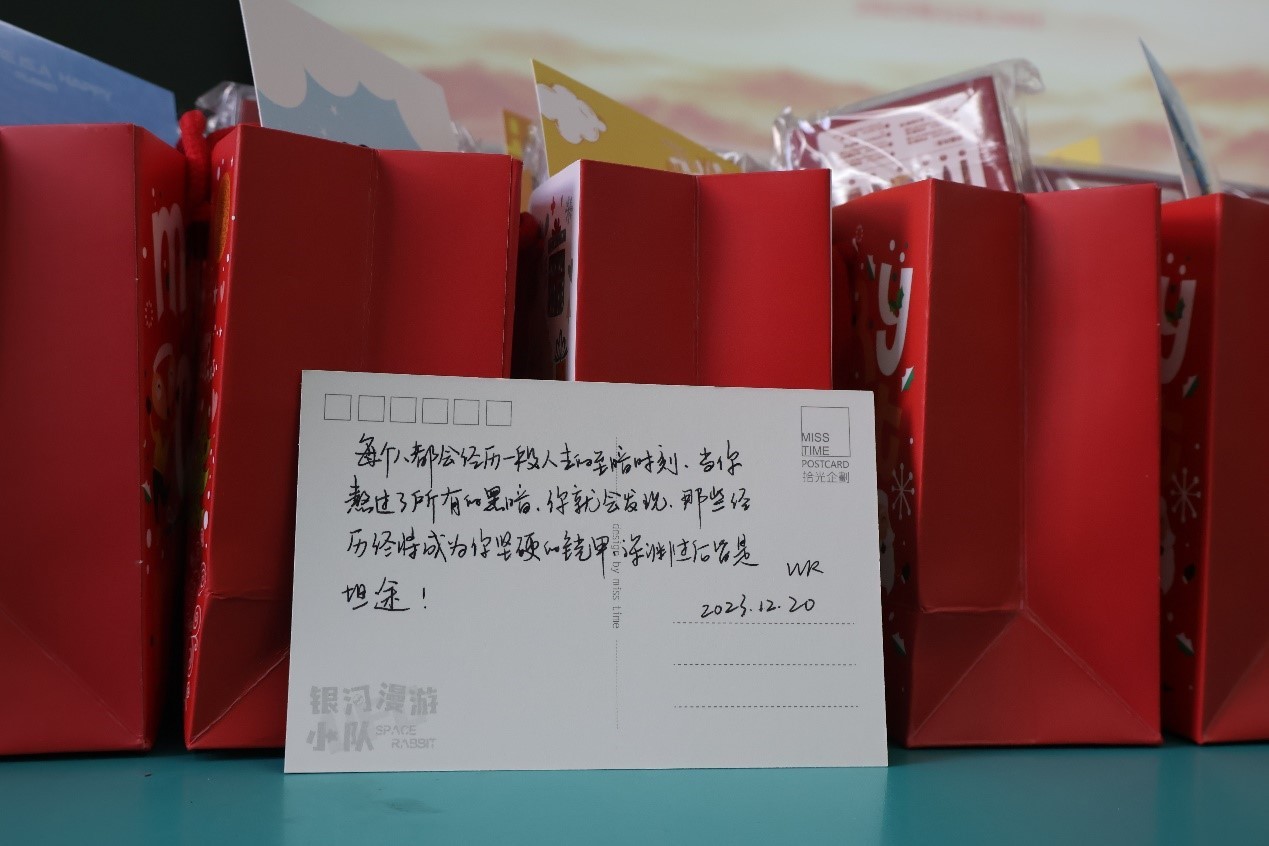 m
y
y
MISS
TIME
POSTCARD
拾光企劃
每个人都会经历一段人生的至暗时刻、当你
熬过了所有的黑暗、你就会发现、那些经
历终将成为你坚硬的铠甲 深渊过后皆是
坦途！
WR
2023.12.20
design by miss time
银河漫游
小队 SPACE
RABBIT